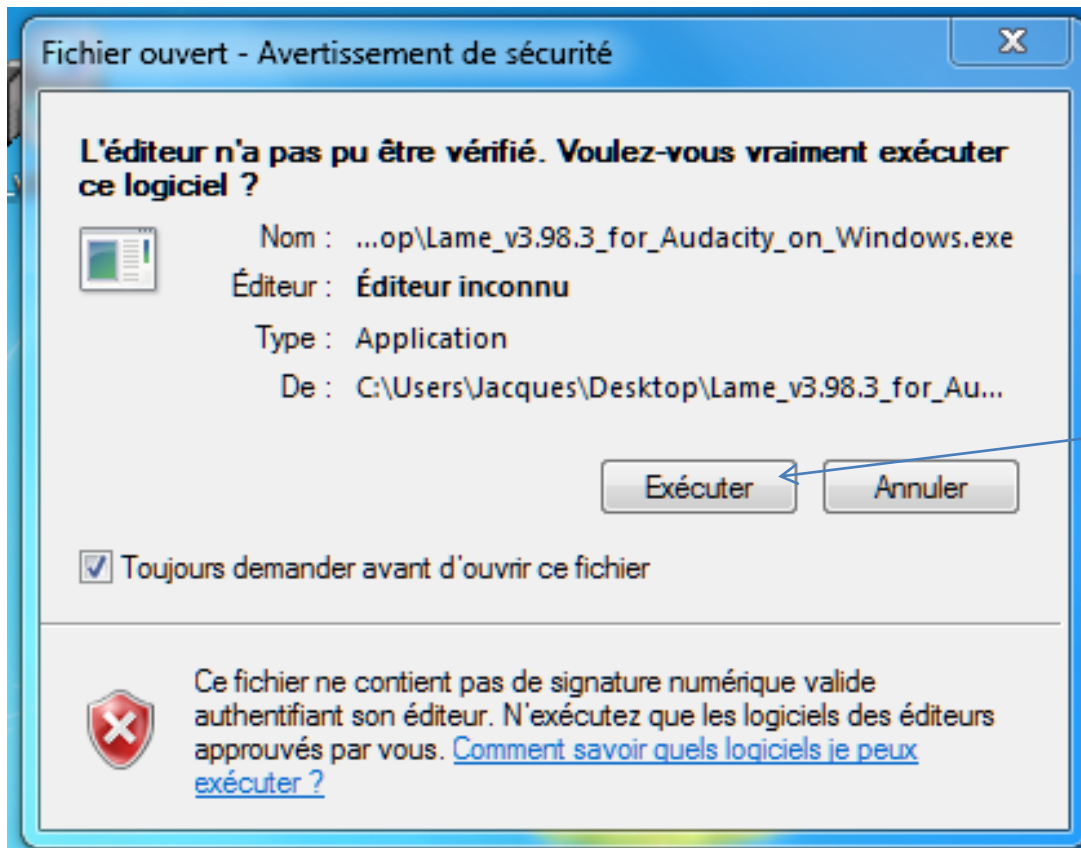 Fichier ouvert - Avertissement de sécurité
L'éditeur n'a pas pu être vérifié. Voulez-vous vraiment exécuter
ce logiciel ?
Nom : ...op\Lame_v3.98.3_for_Audacity_on_Windows.exe
Éditeur : Éditeur inconnu
Type : Application
De : C:\Users\Jacques\Desktop\Lame_v3.98.3_for_Au...
Exécuter Annuler
Toujours demander avant d'ouvrir ce fichier
Ce fichier ne contient pas de signature numérique valide
authentifiant son éditeur. N'exécutez que les logiciels des éditeurs
approuvés par vous. Comment savoir quels logiciels je peux
exécuter ?